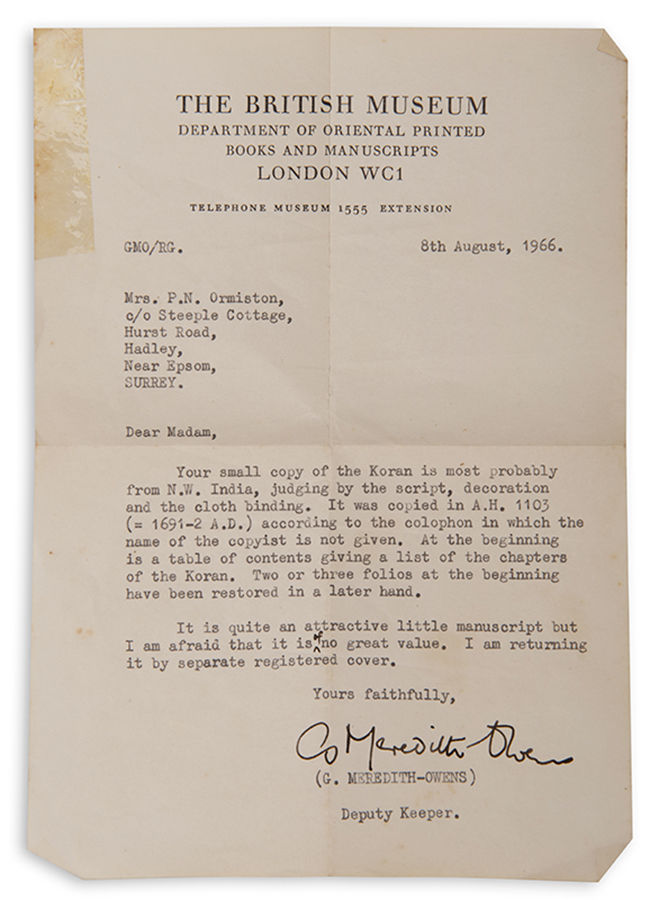 THE BRITISH MUSEUM
DEPARTMENT OF ORIENTAL PRINTED
BOOKS AND MANUSCRIPTS
LONDON WC1
TELEPHONE MUSEUM 1555 EXTENSION
GMO/RG. 8th August, 1966.
Mrs. P.N. Ormiston,
c/o Steeple Cottage,
Hurst Road,
Hadley,
Near Epsom,
SURREY.
Dear Madam,
Your small copy of the Koran is most probably
from N.W. India, judging by the script, decoration
and the cloth binding. It was copied in A.H. 1103
(= 1691-2 A.D.) according to the colophon in which the
name of the copyist is not given. At the beginning
is a table of contents giving a list of the chapters
of the Koran. Two or three folios at the beginning
have been restored in a later hand.
It is quite an attractive little manuscript but
I am afraid that it is of no great value. I am returning
it by separate registered cover.
Yours faithfully,
G Meredith-Owens
(G. MEREDITH-OWENS)
Deputy Keeper.